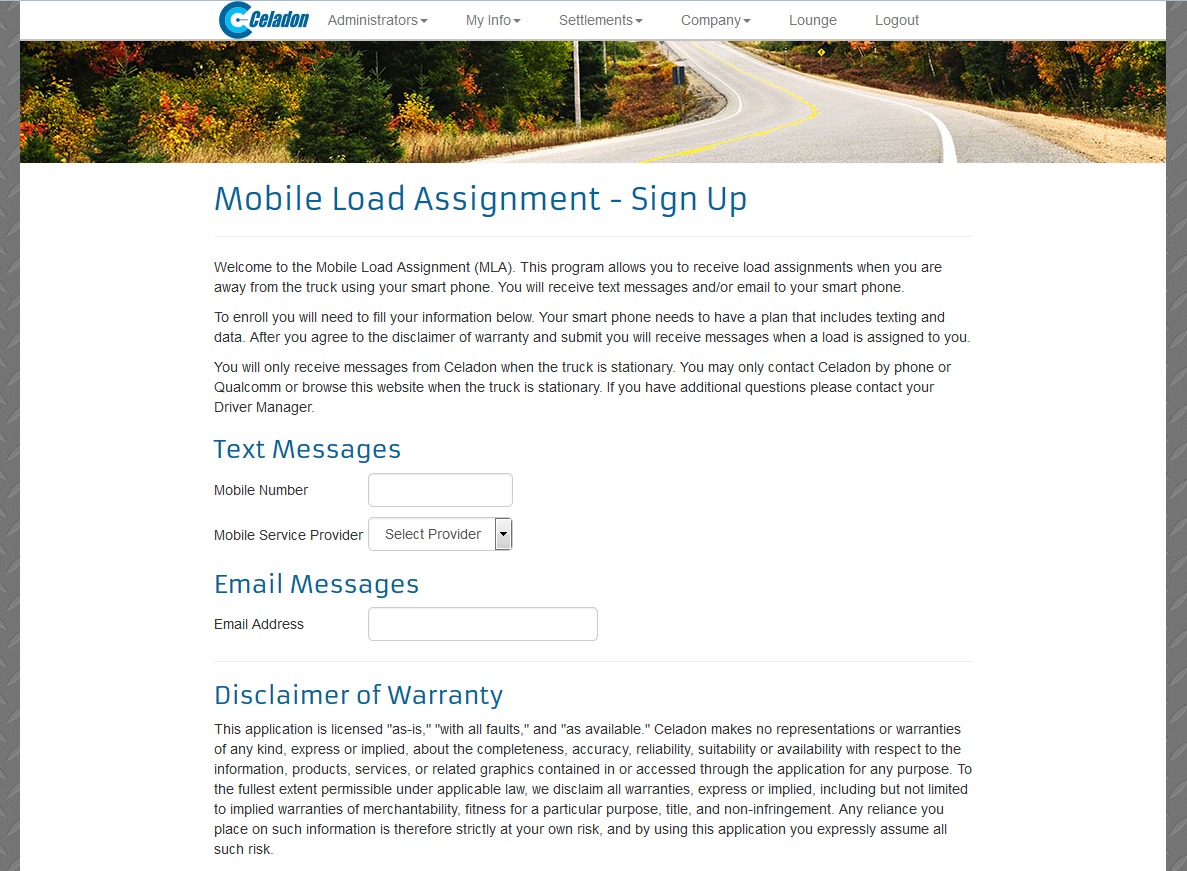 Celadon
Administrators My Info Settlements Company Lounge Logout
Mobile Load Assignment - Sign Up
Welcome to the Mobile Load Assignment (MLA). This program allows you to receive load assignments when you are
away from the truck using your smart phone. You will receive text messages and/or email to your smart phone.
To enroll you will need to fill your information below. Your smart phone needs to have a plan that includes texting and
data. After you agree to the disclaimer of warranty and submit you will receive messages when a load is assigned to you.
You will only receive messages from Celadon when the truck is stationary. You may only contact Celadon by phone or
Qualcomm or browse this website when the truck is stationary. If you have additional questions please contact your
Driver Manager.
Text Messages
Mobile Number
Mobile Service Provider Select Provider
Email Messages
Email Address
Disclaimer of Warranty
This application is licensed "as-is," "with all faults," and "as available." Celadon makes no representations or warranties
of any kind, express or implied, about the completeness, accuracy, reliability, suitability or availability with respect to the
information, products, services, or related graphics contained in or accessed through the application for any purpose. To
the fullest extent permissible under applicable law, we disclaim all warranties, express or implied, including but not limited
to implied warranties of merchantability, fitness for a particular purpose, title, and non-infringement. Any reliance you
place on such information is therefore strictly at your own risk, and by using this application you expressly assume all
such risk.